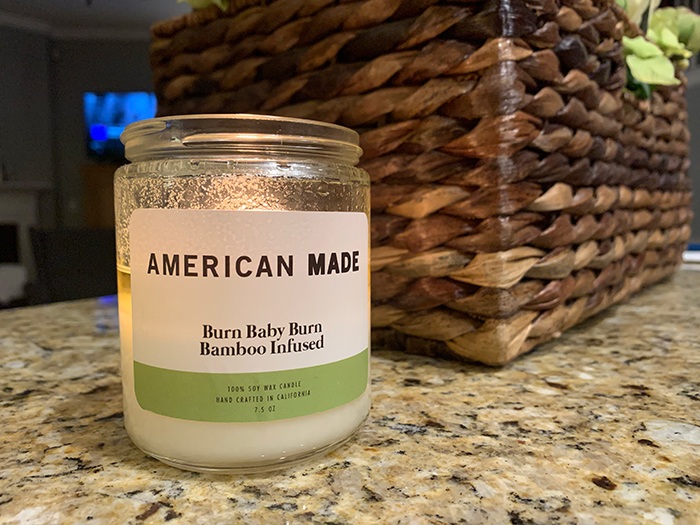 AMERICAN MADE
Burn Baby Burn
Bamboo Infused
100% SOY WAX CANDLE
HAND CRAFTED IN CALIFORNIA
7.5 OZ